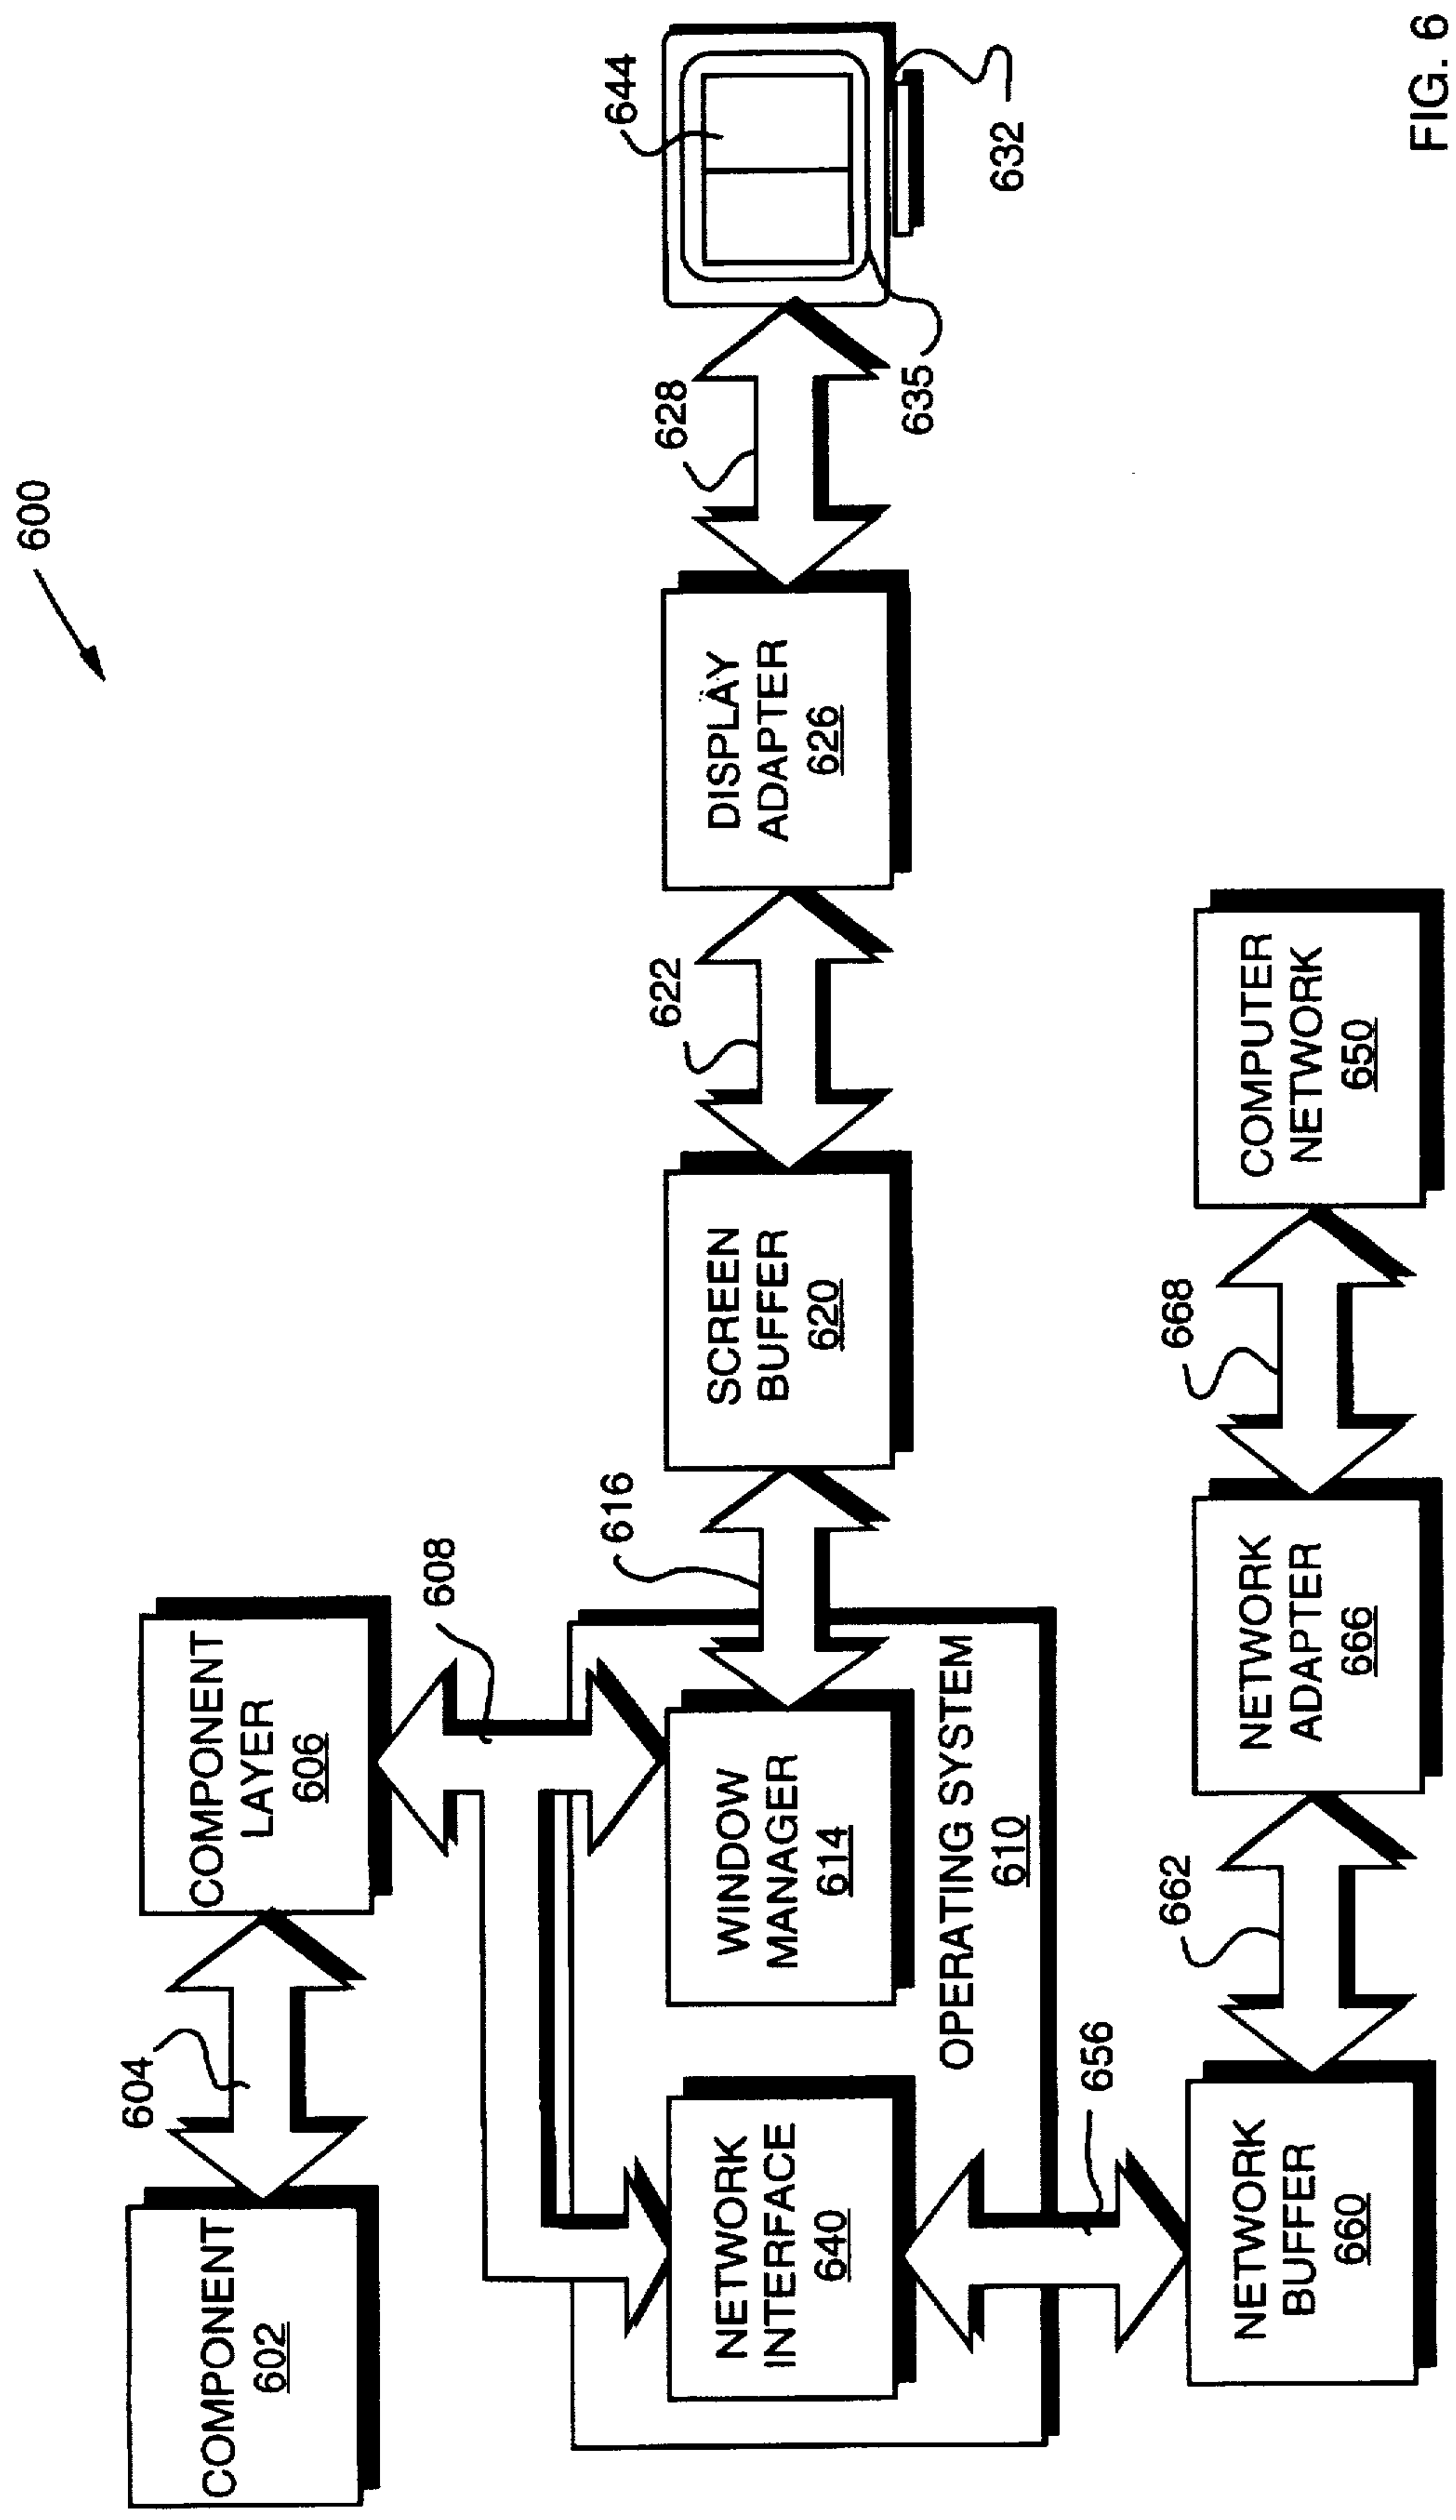 600
COMPONENT
602
604
COMPONENT
LAYER
606
608
NETWORK
INTERFACE
640
WINDOW
MANAGER
614
OPERATING SYSTEM
610
616
SCREEN
BUFFER
620
622
DISPLAY
ADAPTER
626
628
635
644
632
656
NETWORK
BUFFER
660
662
NETWORK
ADAPTER
666
668
COMPUTER
NETWORK
650
FIG. 6